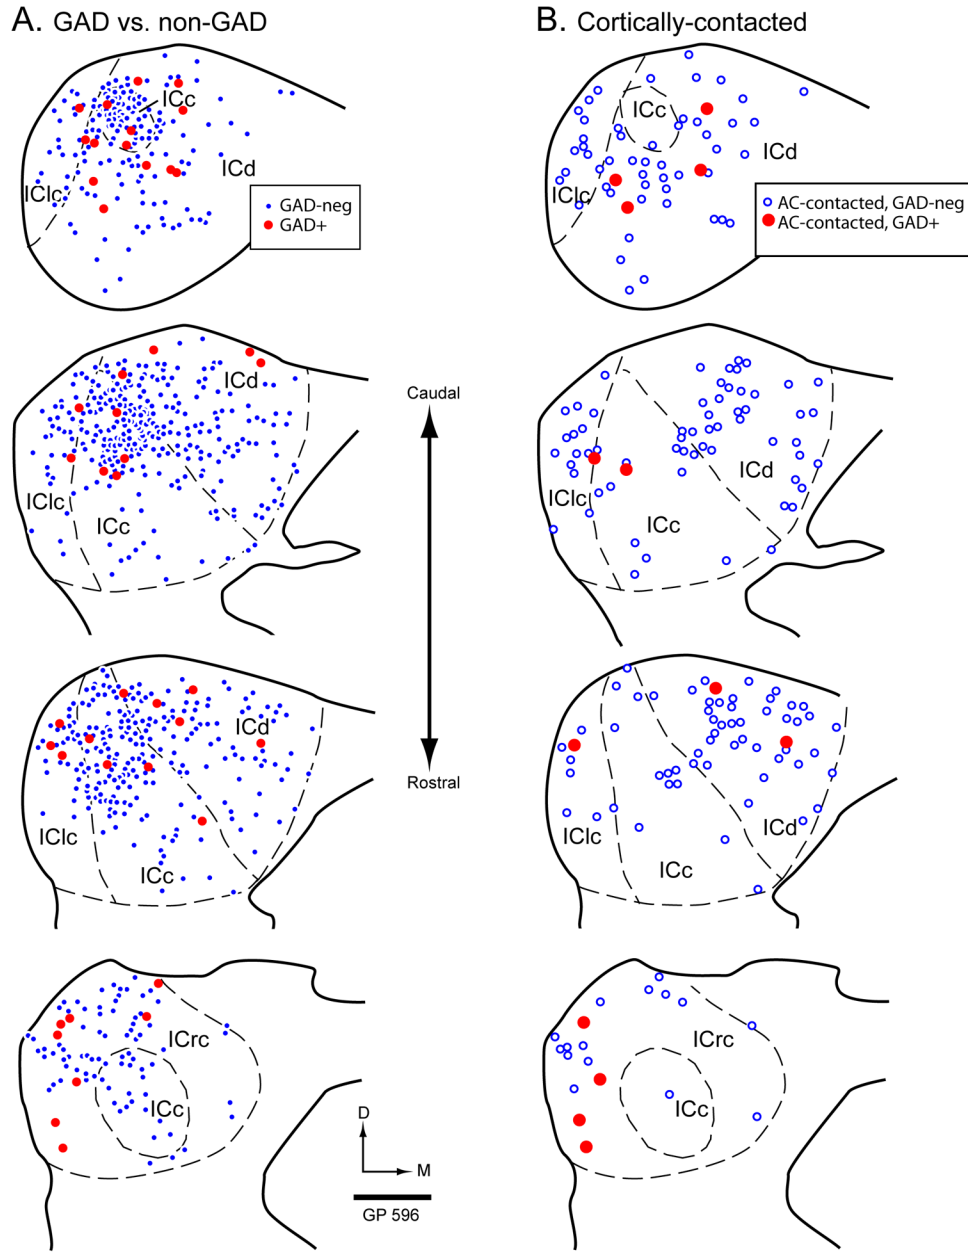 A. GAD vs. non-GAD
B. Cortically-contacted
ICc
ICd
IClc
GAD-neg
GAD+
ICc
ICd
IClc
AC-contacted, GAD-neg
AC-contacted, GAD+
ICd
IClc
ICc
Caudal
Rostral
ICd
IClc
ICc
ICd
IClc
ICc
ICd
IClc
ICc
ICrc
ICc
D
M
GP 596
ICrc
ICc